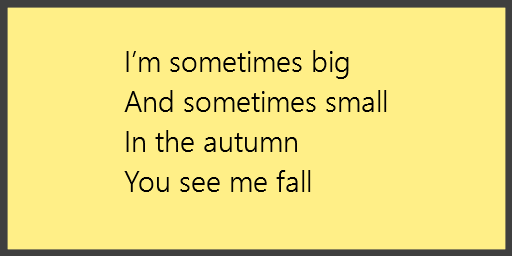 I’m sometimes big
And sometimes small
In the autumn
You see me fall